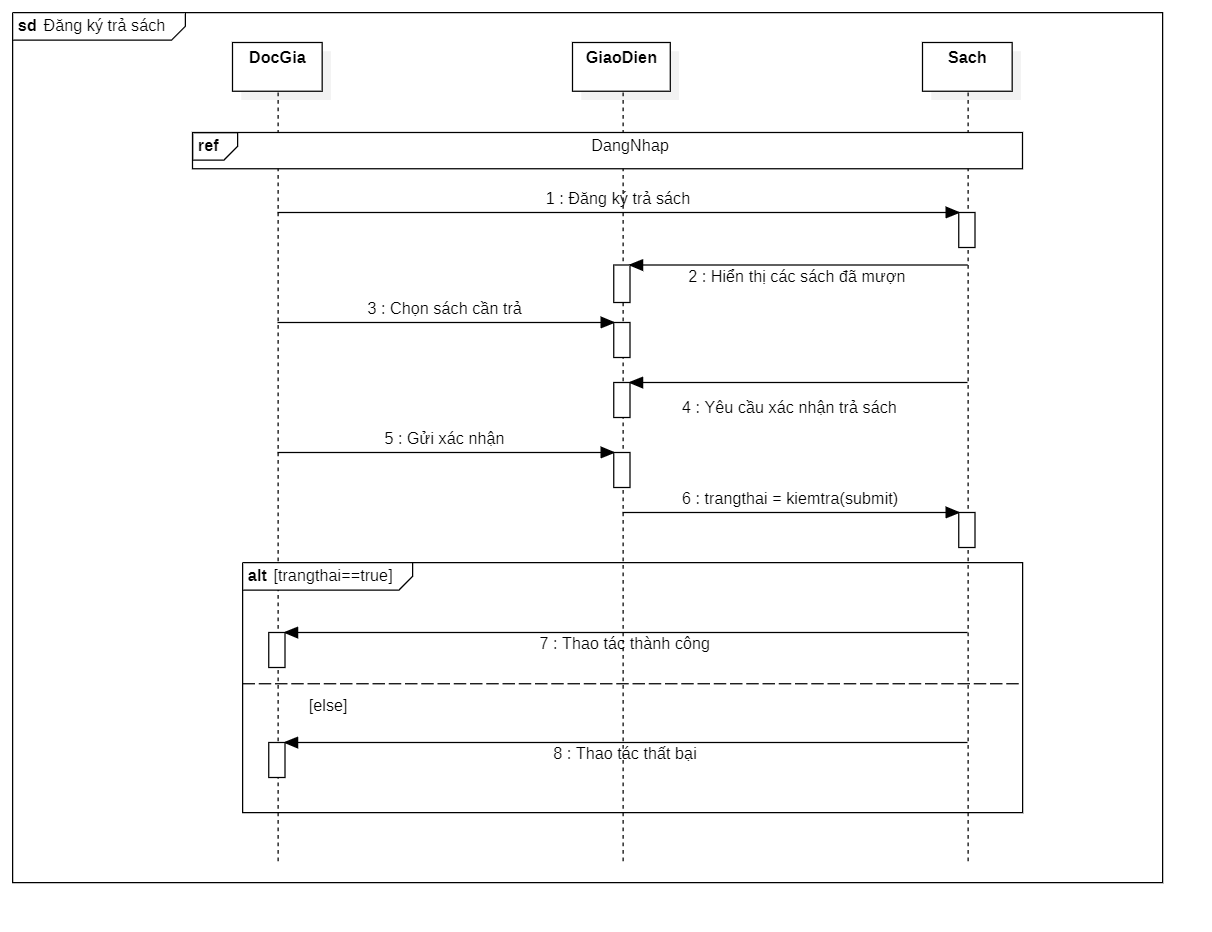 sd Đăng ký trả sách
DocGia
GiaoDien
Sach
ref
DangNhap
1 : Đăng ký trả sách
2 : Hiển thị các sách đã mượn
3 : Chọn sách cần trả
4 : Yêu cầu xác nhận trả sách
5 : Gửi xác nhận
6 : trangthai = kiemtra(submit)
alt [trangthai==true]
7 : Thao tác thành công
[else]
8 : Thao tác thất bại